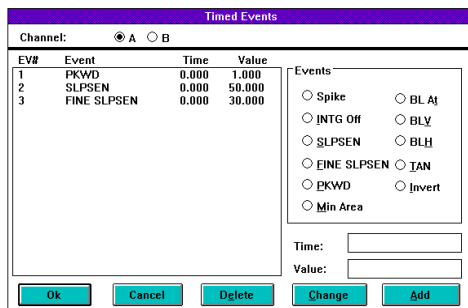 Timed Events
Channel: A B
EV# Event Time Value
1 PKWD 0.000 1.000
2 SLPSEN 0.000 50.000
3 FINE SLPSEN 0.000 30.000
Events
Spike BL At
INTG Off BLV
SLPSEN BLH
FINE SLPSEN TAN
PKWD Invert
Min Area
Time:
Value:
Ok Cancel Delete Change Add